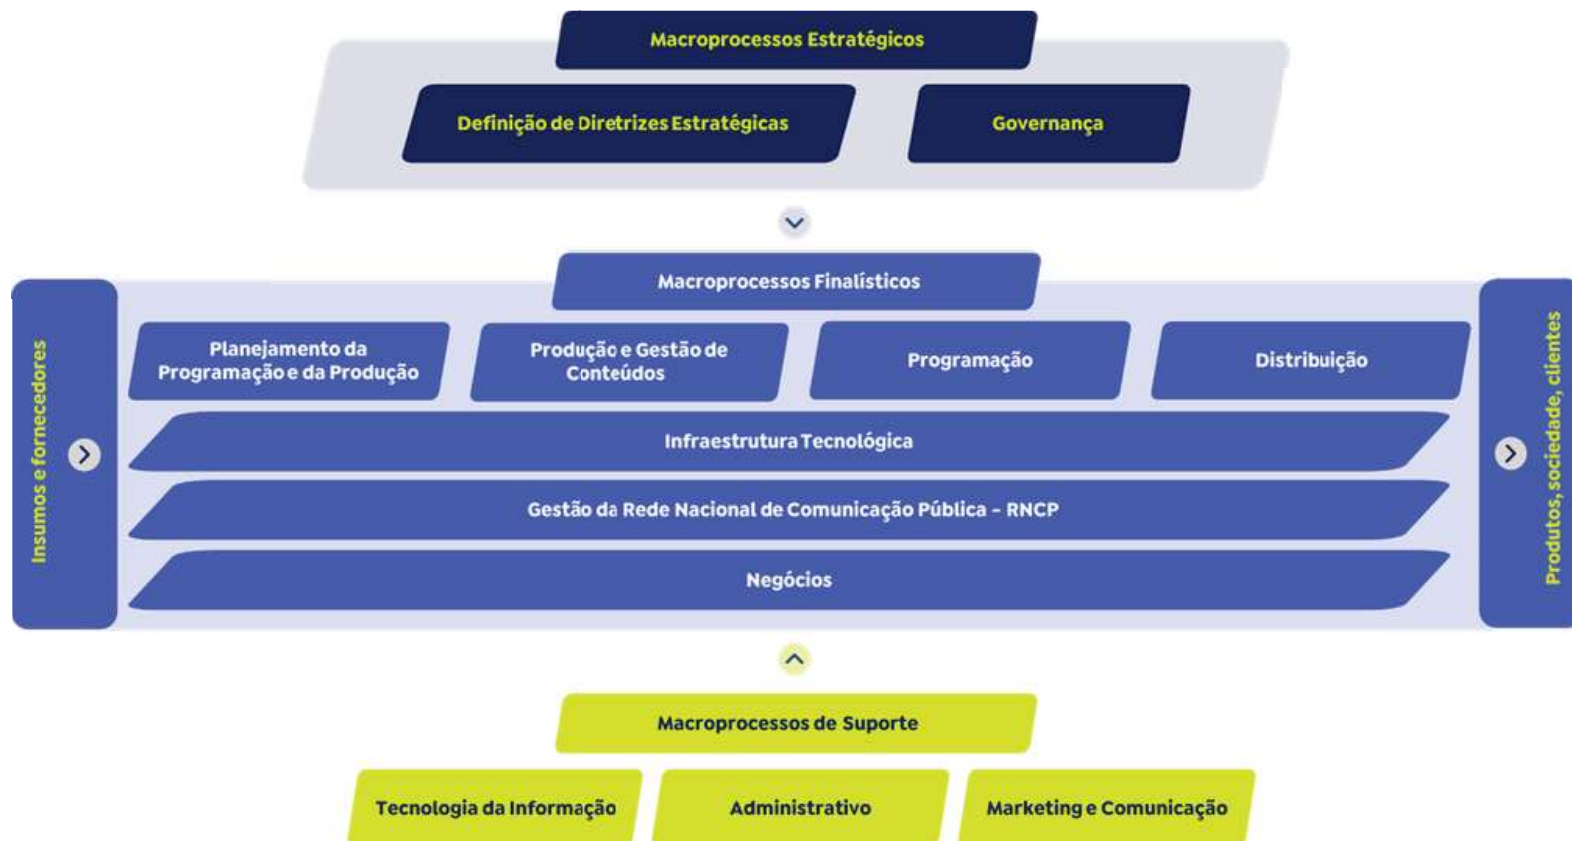 Macroprocessos Estratégicos
Definição de Diretrizes Estratégicas
Governança
Macroprocessos Finalísticos
Insumos e fornecedores
Planejamento da
Programação e da Produção
Produção e Gestão de
Conteúdos
Programação
Distribuição
Infraestrutura Tecnológica
Gestão da Rede Nacional de Comunicação Pública – RNCP
Negócios
Produtos, sociedade, clientes
Macroprocessos de Suporte
Tecnologia da Informação
Administrativo
Marketing e Comunicação